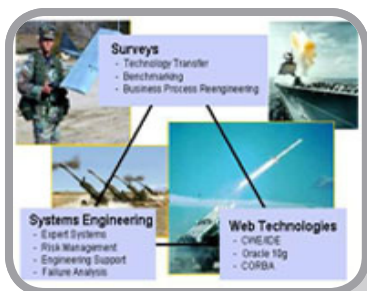 Surveys
- Technology Transfer
- Benchmarking
- Business Process Reengineering
Systems Engineering
- Expert Systems
- Risk Management
- Engineering Support
- Failure Analysis
Web Technologies
- CWE/IDE
- Oracle 10g
- CORBA